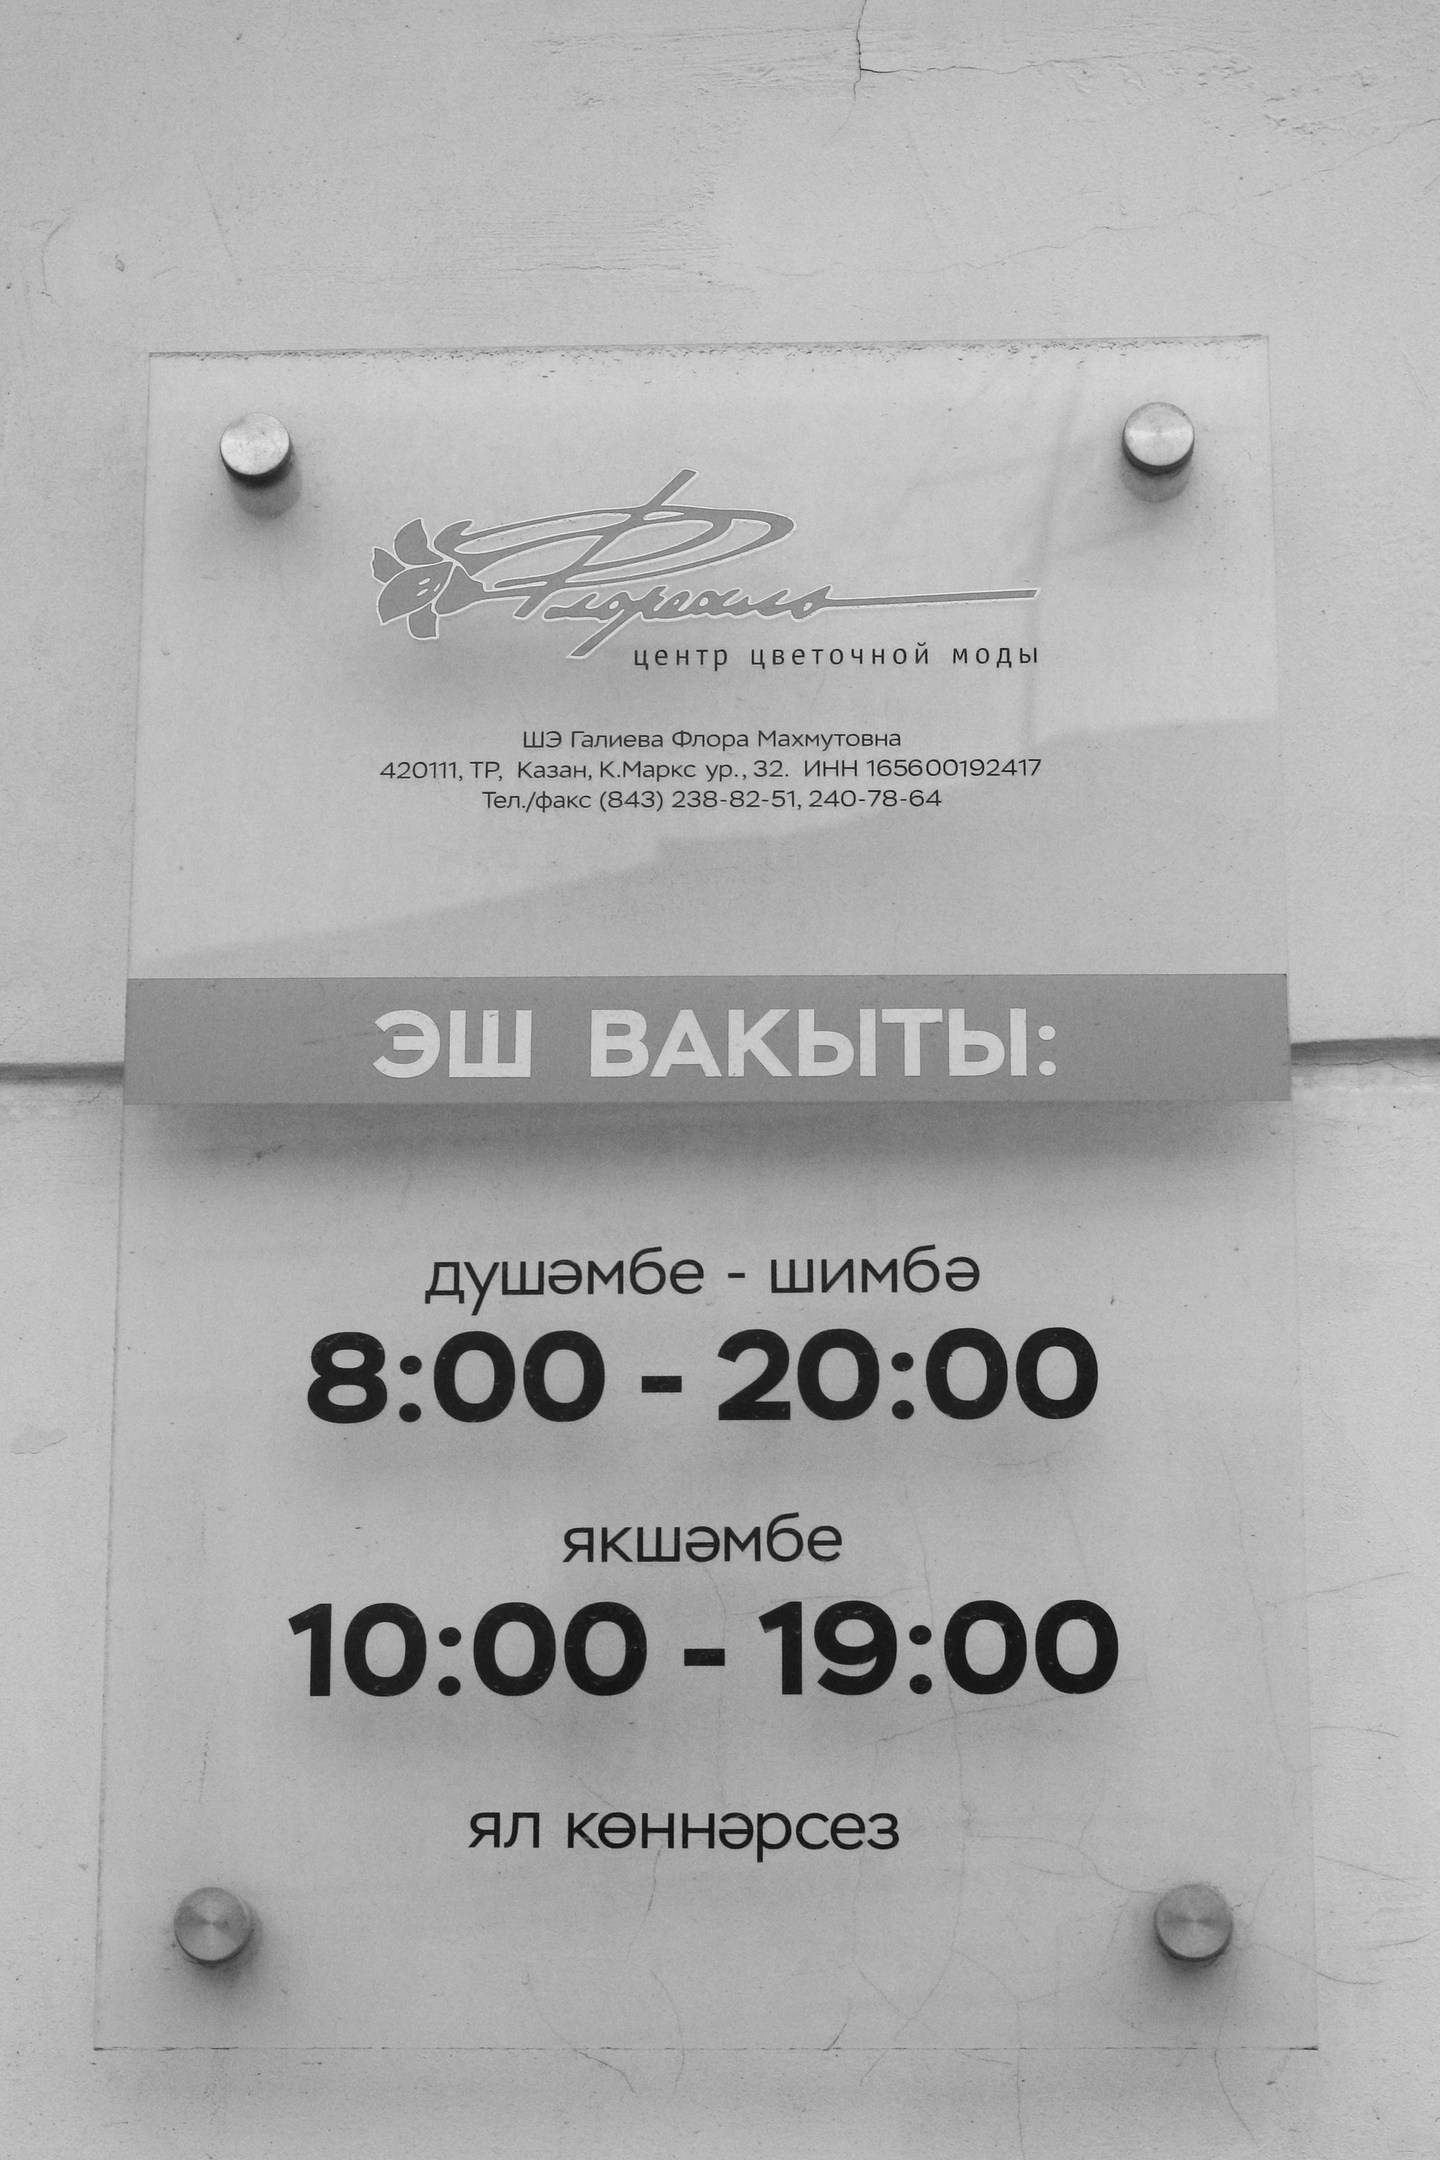 Флораль
центр цветочной моды
ШЭ Галиева Флора Махмутовна
420111, ТР, Казан, К.Маркс ур., 32. ИНН 165600192417
Тел./факс (843) 238-82-51, 240-78-64
ЭШ ВАКЫТЫ:
душәмбе - шимбә
8:00 - 20:00
якшәмбе
10:00 - 19:00
ял көннәрсез